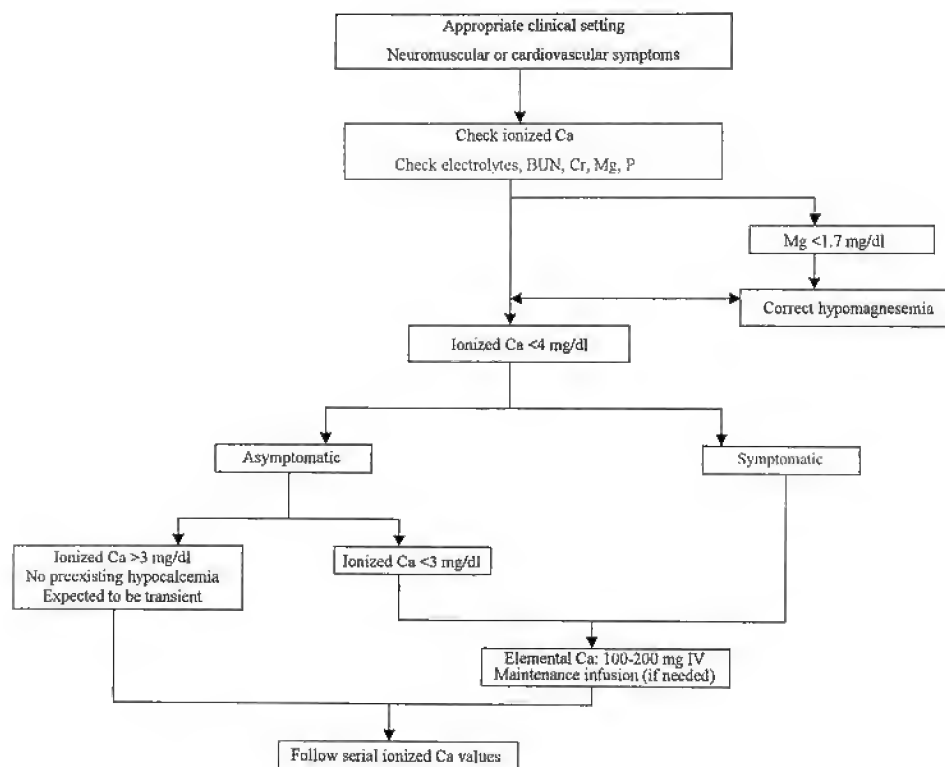 Appropriate clinical setting
Neuromuscular or cardiovascular symptoms
Check ionized Ca
Check electrolytes, BUN, Cr, Mg, P
Mg <1.7 mg/dl
Correct hypomagnesemia
Ionized Ca <4 mg/dl
Asymptomatic
Symptomatic
Ionized Ca >3 mg/dl
No preexisting hypocalcemia
Expected to be transient
Ionized Ca <3 mg/dl
Elemental Ca: 100-200 mg IV
Maintenance infusion (if needed)
Follow serial ionized Ca values